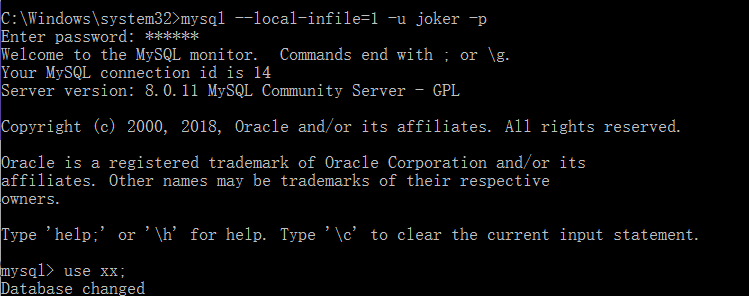 C:\Windows\system32>mysql --local-infile=1 -u joker -p
Enter password: ******
Welcome to the MySQL monitor.  Commands end with ; or \g.
Your MySQL connection id is 14
Server version: 8.0.11 MySQL Community Server - GPL
Copyright (c) 2000, 2018, Oracle and/or its affiliates. All rights reserved.
Oracle is a registered trademark of Oracle Corporation and/or its
affiliates. Other names may be trademarks of their respective
owners.
Type 'help;' or '\h' for help. Type '\c' to clear the current input statement.
mysql> use xx;
Database changed